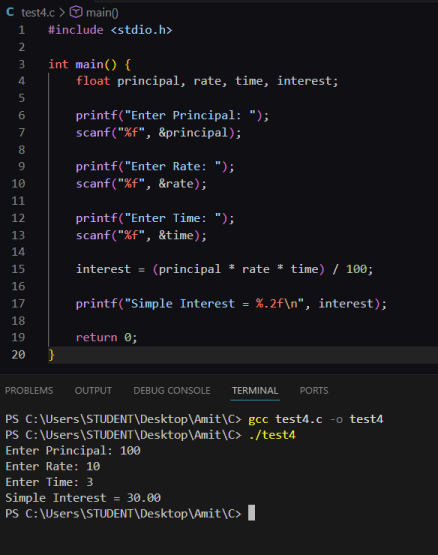 C test4.c > main()
1 #include <stdio.h>
2
3 int main() {
4     float principal, rate, time, interest;
5
6     printf("Enter Principal: ");
7     scanf("%f", &principal);
8
9     printf("Enter Rate: ");
10     scanf("%f", &rate);
11
12     printf("Enter Time: ");
13     scanf("%f", &time);
14
15     interest = (principal * rate * time) / 100;
16
17     printf("Simple Interest = %.2f\n", interest);
18
19     return 0;
20 }
PROBLEMS OUTPUT DEBUG CONSOLE TERMINAL PORTS
PS C:\Users\STUDENT\Desktop\Amit\C> gcc test4.c -o test4
PS C:\Users\STUDENT\Desktop\Amit\C> ./test4
Enter Principal: 100
Enter Rate: 10
Enter Time: 3
Simple Interest = 30.00
PS C:\Users\STUDENT\Desktop\Amit\C>